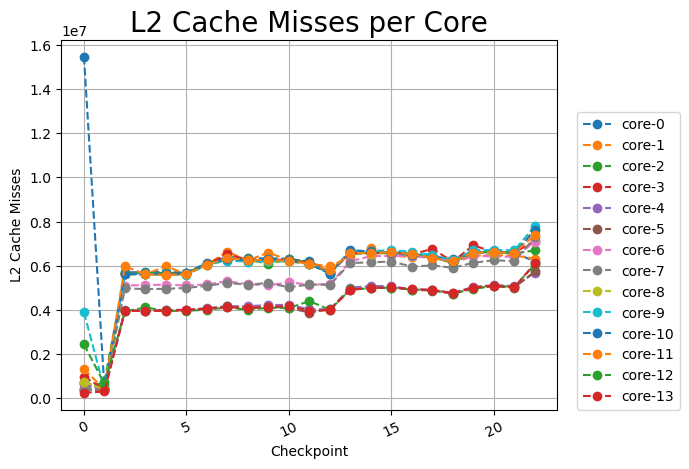 L2 Cache Misses per Core
1e7
1.6
1.4
1.2
1.0
0.8
0.6
0.4
0.2
0.0
L2 Cache Misses
0
5
10
15
20
Checkpoint
core-0
core-1
core-2
core-3
core-4
core-5
core-6
core-7
core-8
core-9
core-10
core-11
core-12
core-13